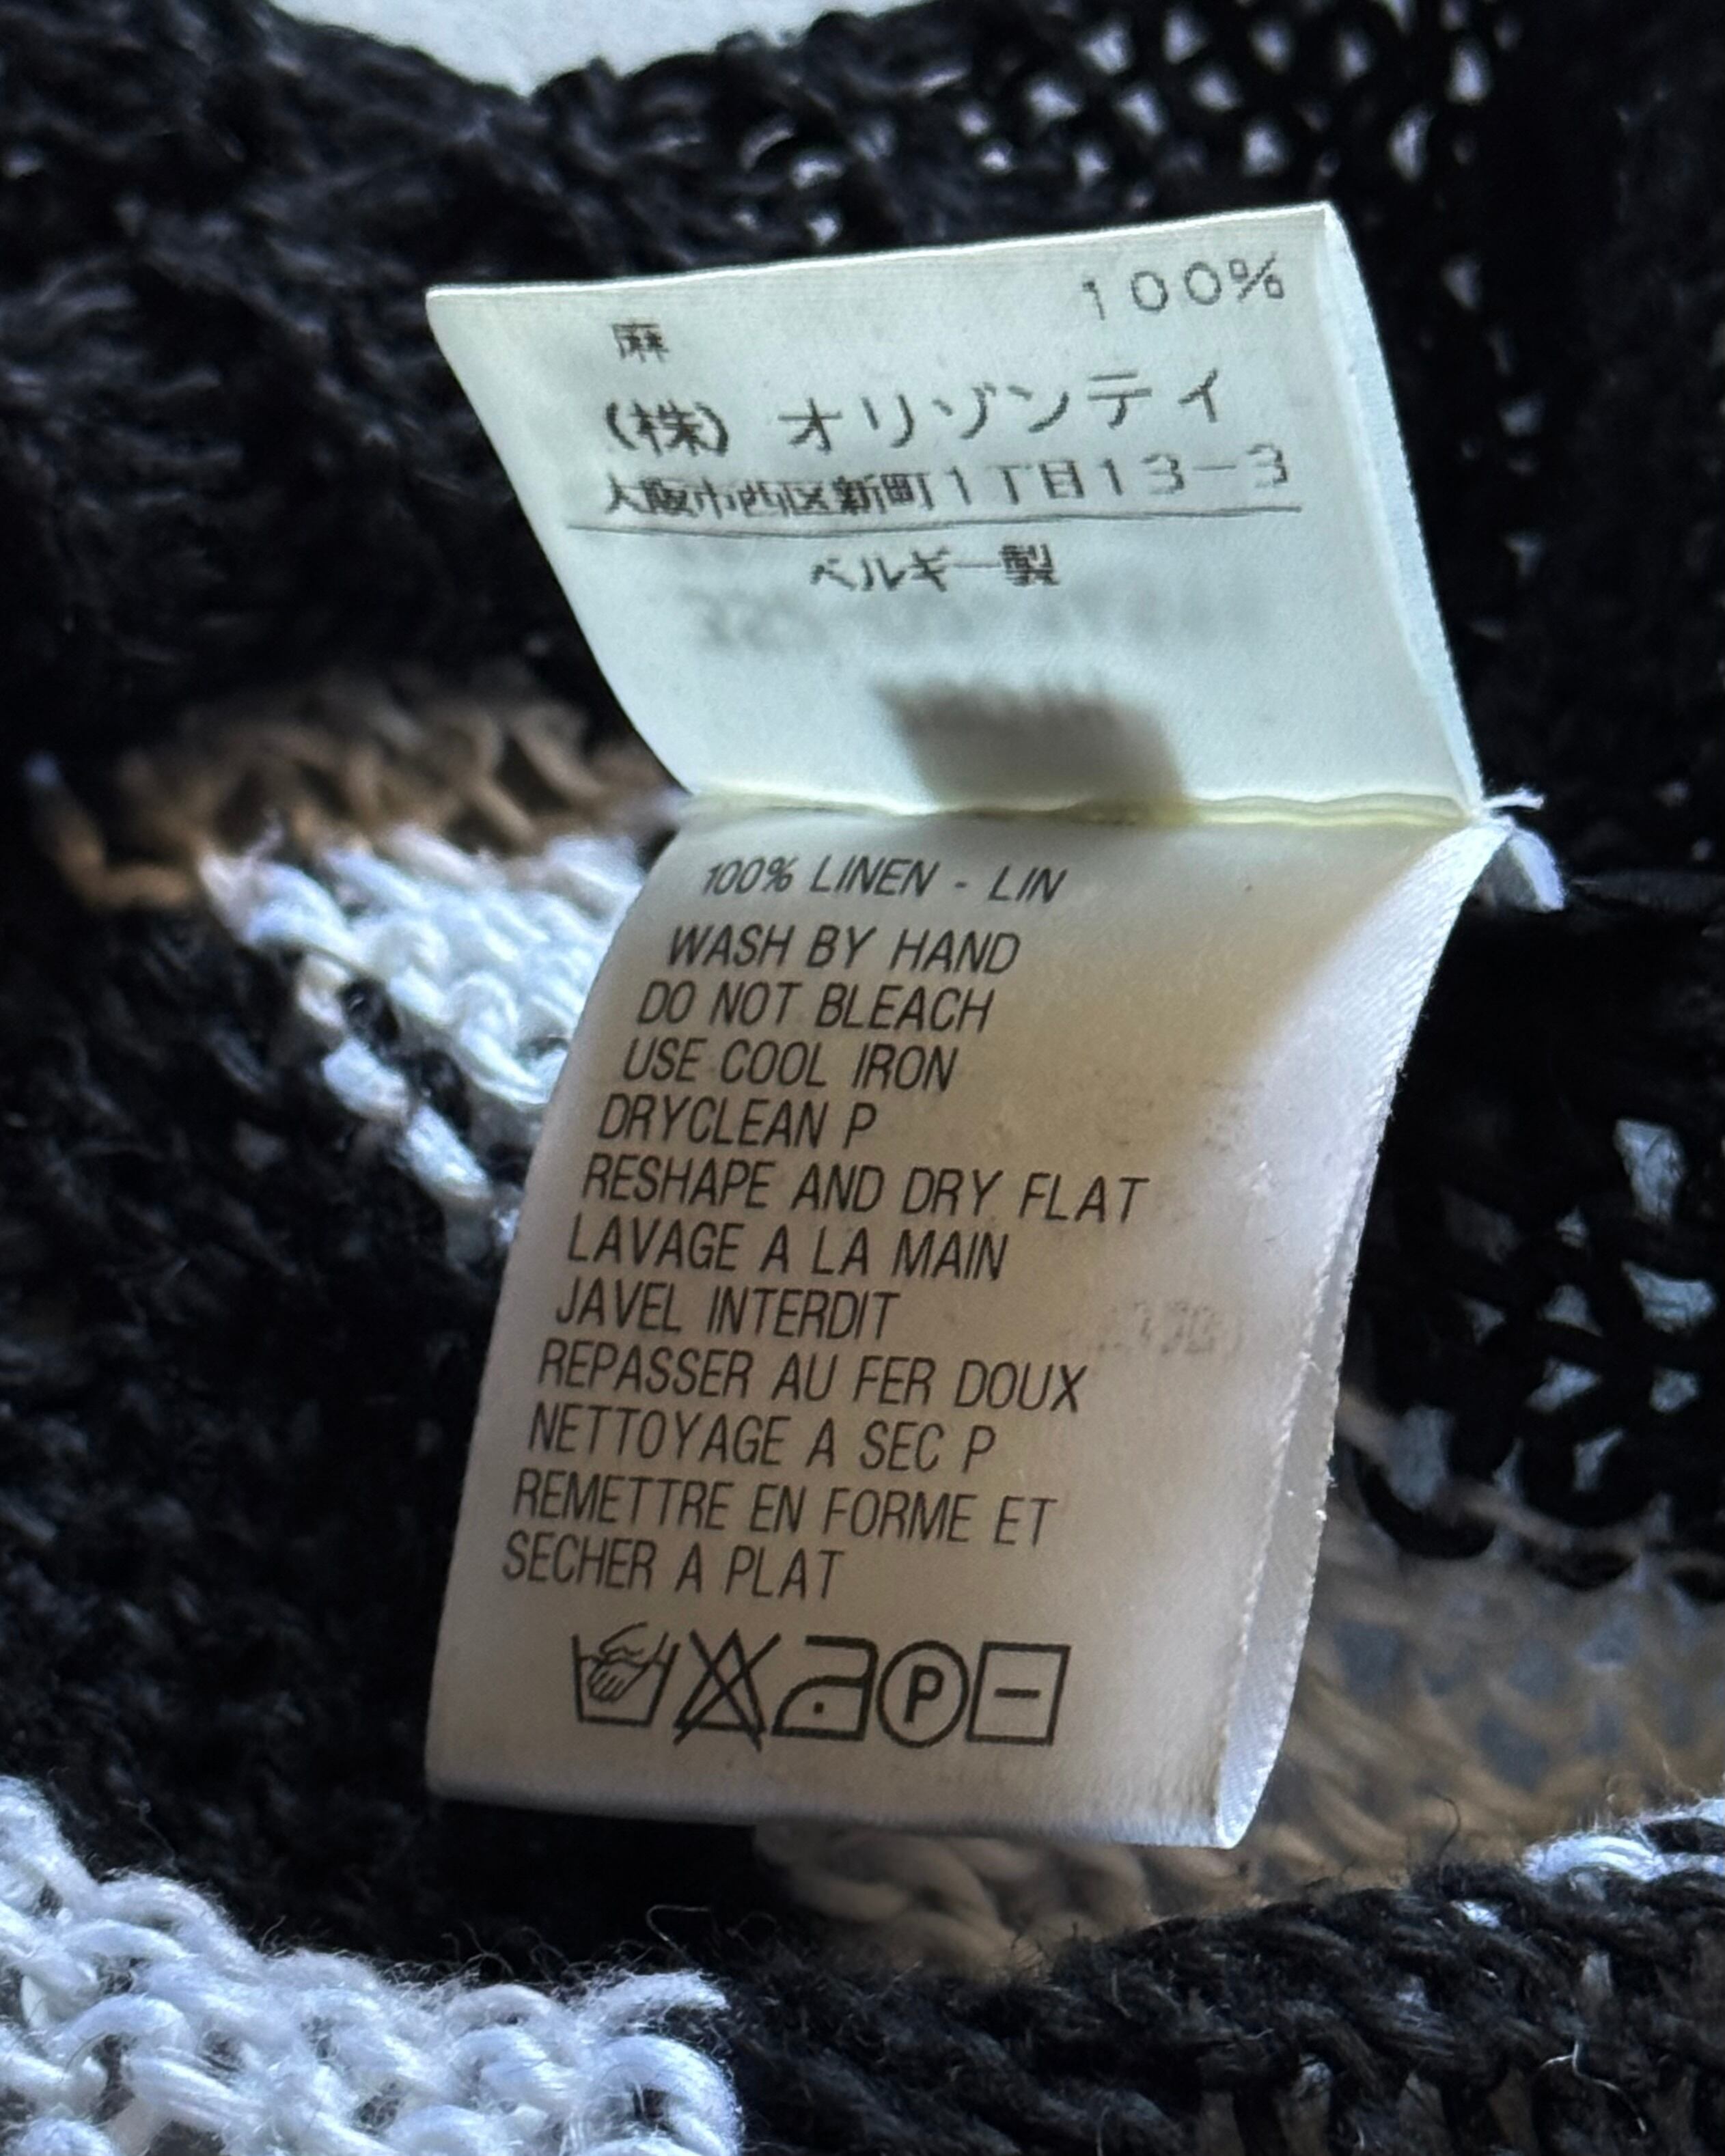 麻 100%
(株) オリゾンティ
大阪市西区新町1丁目13-3
ベルギー製
100% LINEN - LIN
WASH BY HAND
DO NOT BLEACH
USE COOL IRON
DRYCLEAN P
RESHAPE AND DRY FLAT
LAVAGE A LA MAIN
JAVEL INTERDIT
REPASSER AU FER DOUX
NETTOYAGE A SEC P
REMETTRE EN FORME ET
SECHER A PLAT
P